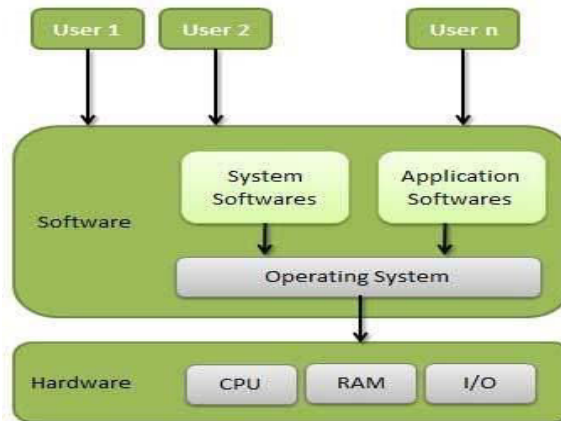 User 1
User 2
User n
System
Softwares
Application
Softwares
Software
Operating System
Hardware
CPU
RAM
I/O